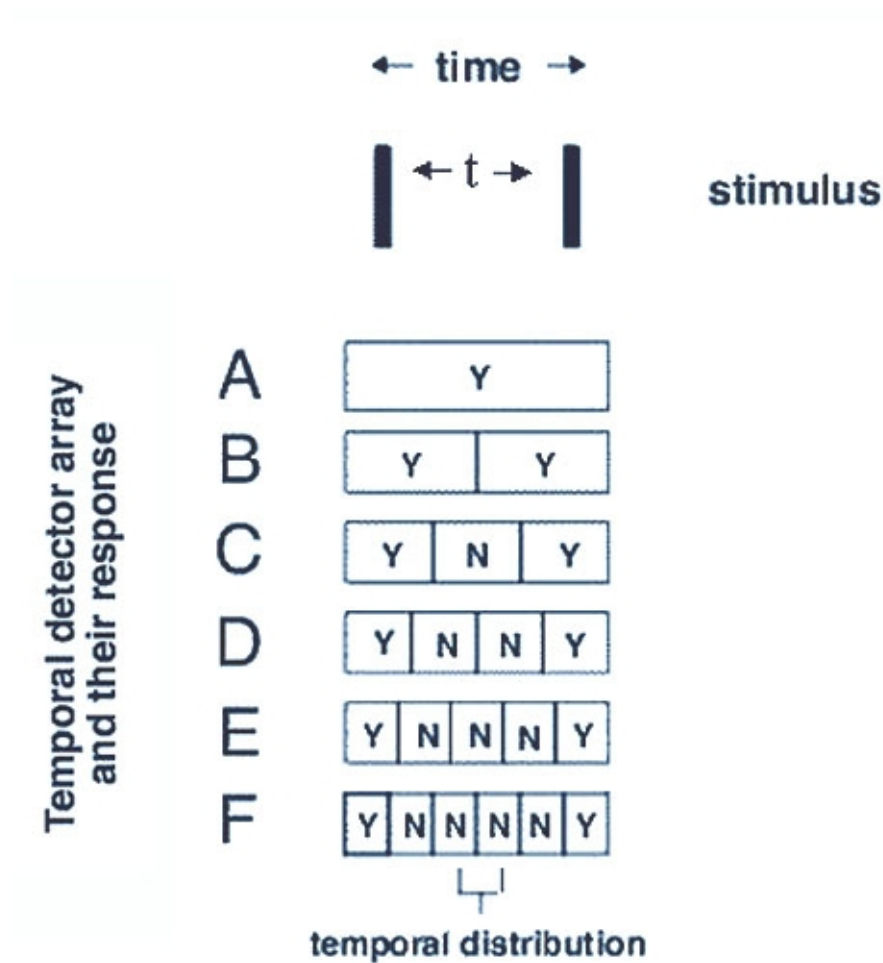 ← time →
← t →
stimulus
Temporal detector array
and their response
A
Y
B
Y Y
C
Y N Y
D
Y N N Y
E
Y N N N Y
F
Y N N N N Y
temporal distribution